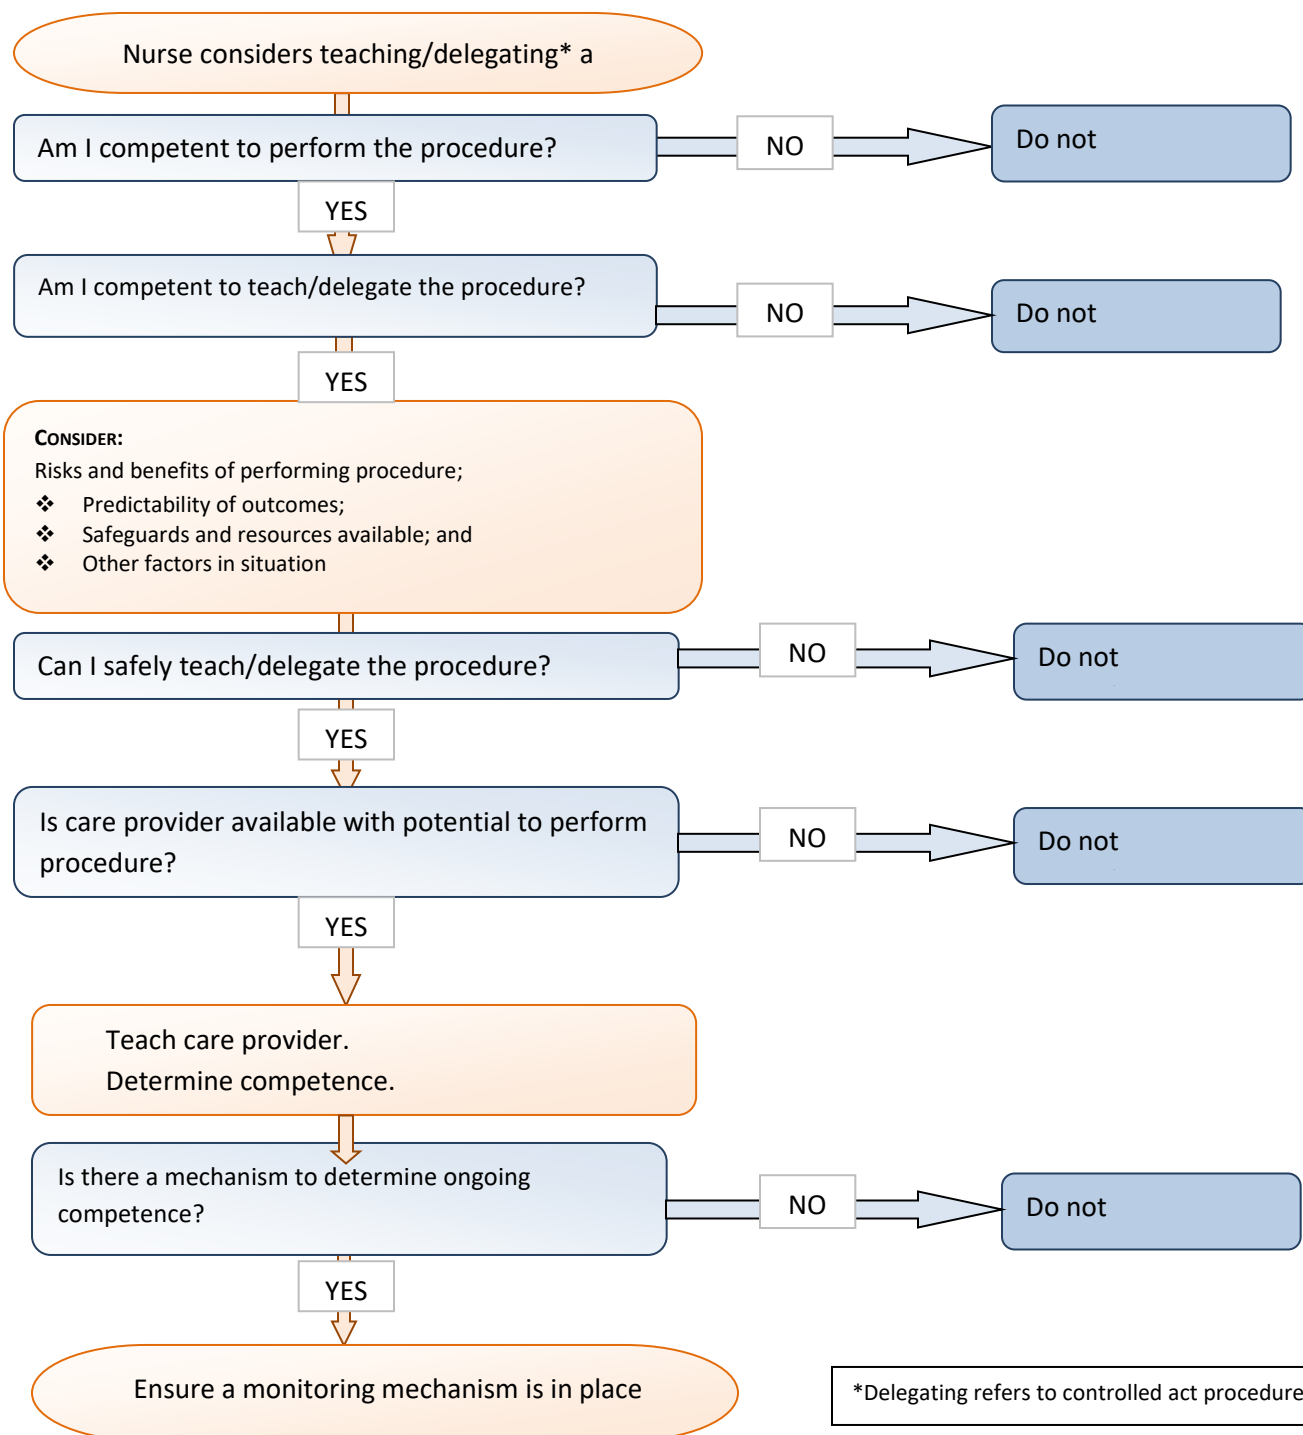 Nurse considers teaching/delegating* a
Am I competent to perform the procedure?
NO
Do not
YES
Am I competent to teach/delegate the procedure?
NO
Do not
YES
CONSIDER:
Risks and benefits of performing procedure;
❖ Predictability of outcomes;
❖ Safeguards and resources available; and
❖ Other factors in situation
Can I safely teach/delegate the procedure?
NO
Do not
YES
Is care provider available with potential to perform
procedure?
NO
Do not
YES
Teach care provider.
Determine competence.
Is there a mechanism to determine ongoing
competence?
NO
Do not
YES
Ensure a monitoring mechanism is in place
*Delegating refers to controlled act procedure